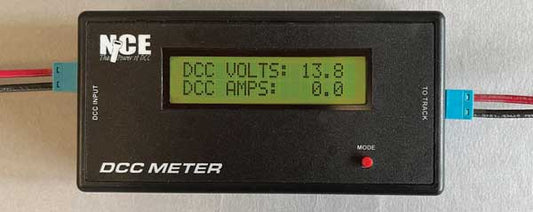 NCE
The Power of DCC
DCC VOLTS: 13.8
DCC AMPS: 0.0
DCC INPUT
TO TRACK
MODE
DCC METER